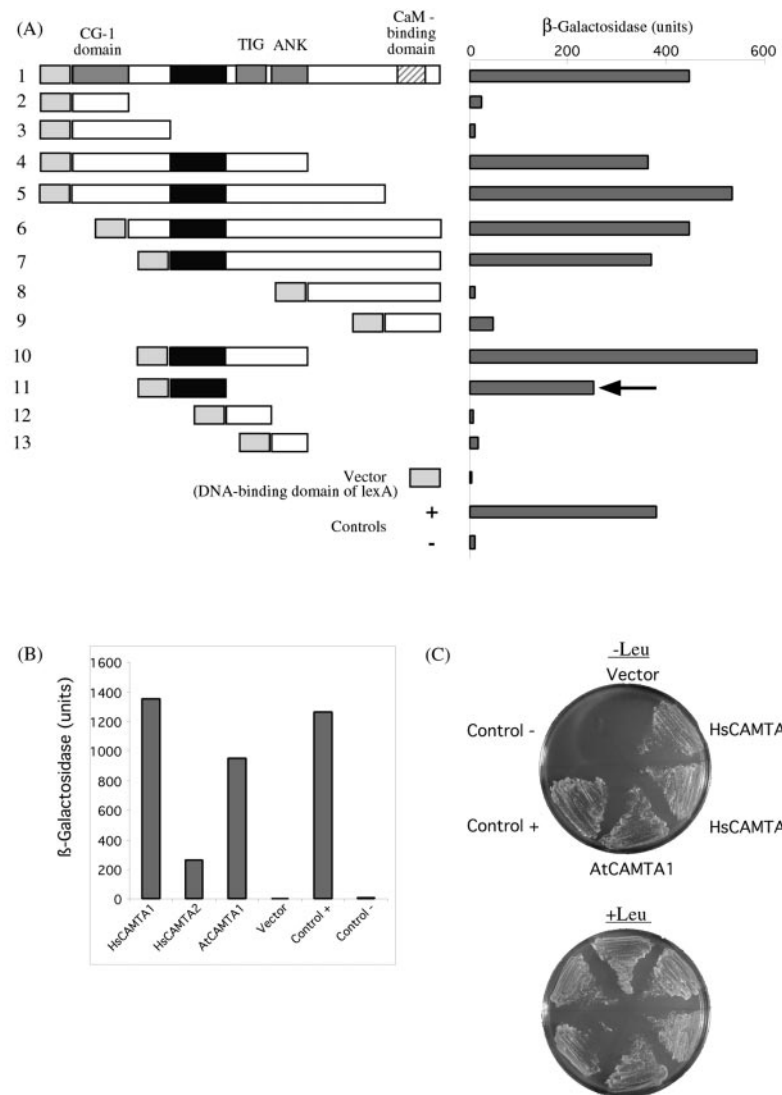 (A)
CG-1
domain
TIG ANK
CaM -
binding
domain
β-Galactosidase (units)
0 200 400 600
1
2
3
4
5
6
7
8
9
10
11
12
13
Vector
(DNA-binding domain of lexA)
+
Controls
-
(B)
ß-Galactosidase (units)
1600
1400
1200
1000
800
600
400
200
0
HsCAMTA1
HsCAMTA2
AtCAMTA1
Vector
Control +
Control -
(C)
-Leu
Vector
Control - HsCAMTA
Control + HsCAMTA
AtCAMTA1
+Leu